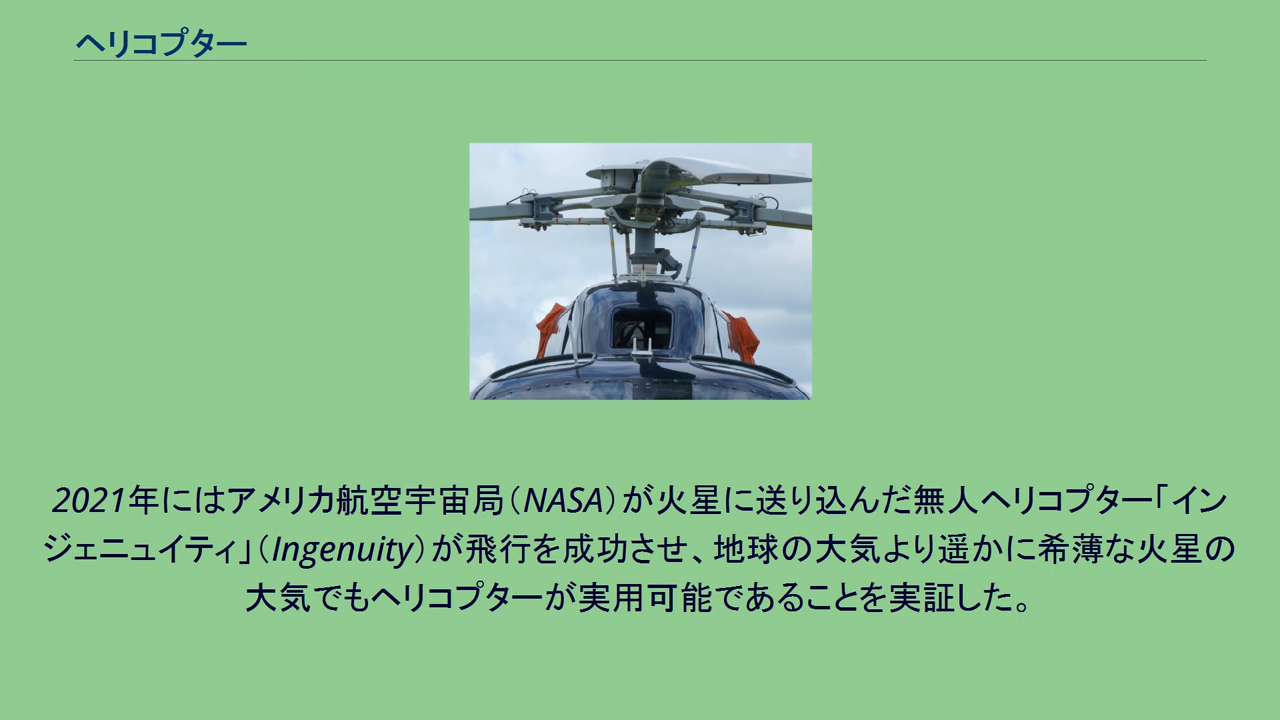 ヘリコプター
2021年にはアメリカ航空宇宙局（NASA）が火星に送り込んだ無人ヘリコプター「イン
ジェニュイティ」（Ingenuity）が飛行を成功させ、地球の大気より遥かに希薄な火星の
大気でもヘリコプターが実用可能であることを実証した。